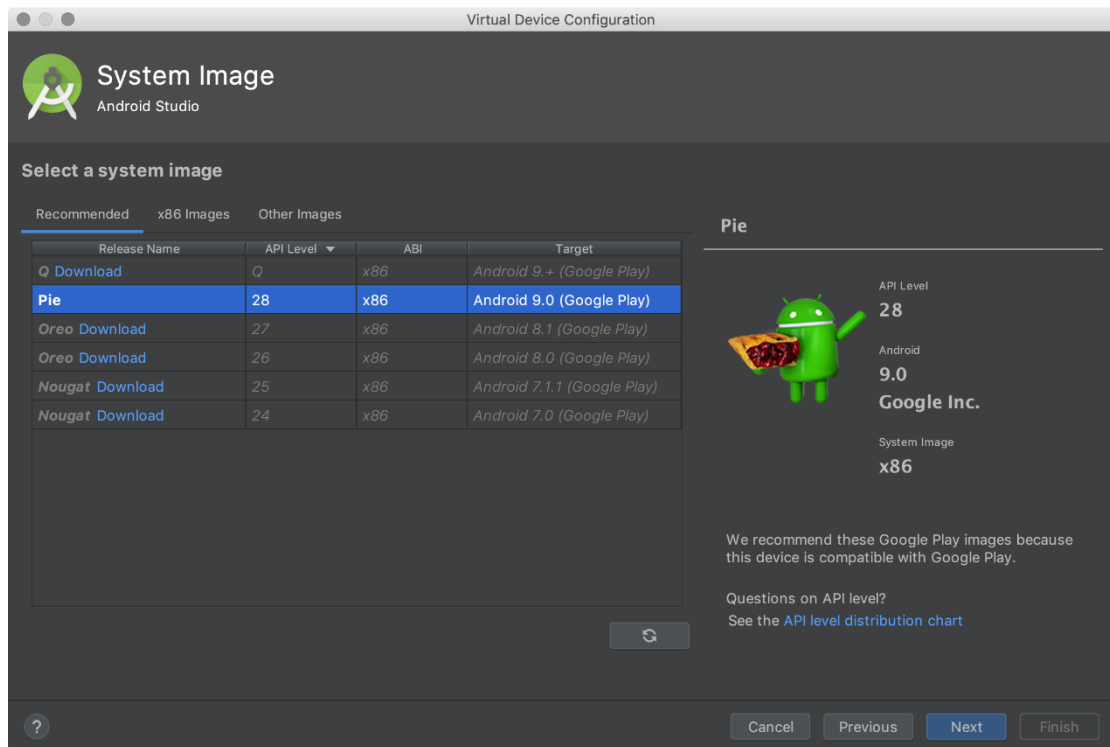 Virtual Device Configuration
System Image
Android Studio
Select a system image
Recommended x86 Images Other Images
Release Name API Level ABI Target
Q Download Q x86 Android 9.+ (Google Play)
Pie 28 x86 Android 9.0 (Google Play)
Oreo Download 27 x86 Android 8.1 (Google Play)
Oreo Download 26 x86 Android 8.0 (Google Play)
Nougat Download 25 x86 Android 7.1.1 (Google Play)
Nougat Download 24 x86 Android 7.0 (Google Play)
Pie
API Level
28
Android
9.0
Google Inc.
System Image
x86
We recommend these Google Play images because
this device is compatible with Google Play.
Questions on API level?
See the API level distribution chart
? Cancel Previous Next Finish